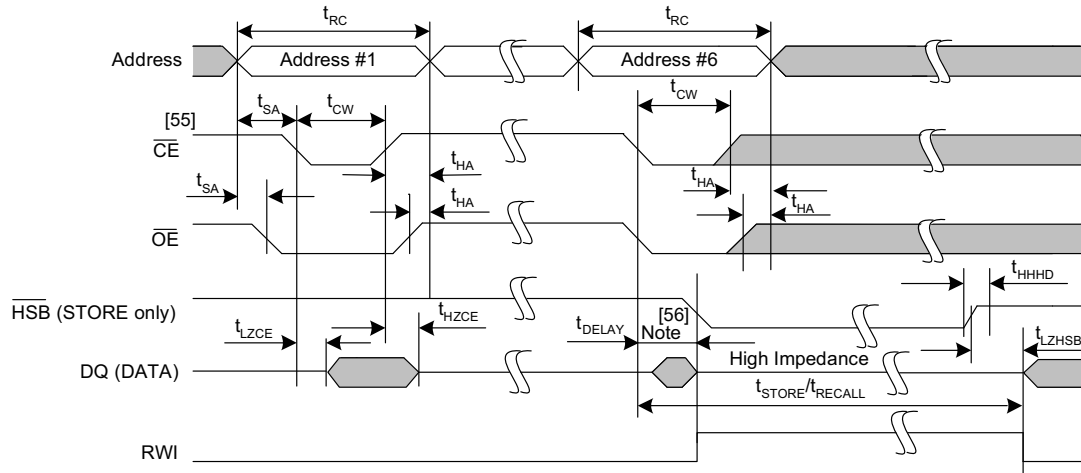 tRC
tRC
Address
Address #1
Address #6
tSA
tCW
tCW
[55]
CE
tHA
tSA
tHA
tHA
tHA
OE
tHHHD
HSB (STORE only)
tLZCE
tHZCE
tDELAY
[56]
Note
tLZHSB
High Impedance
DQ (DATA)
tSTORE/tRECALL
RWI